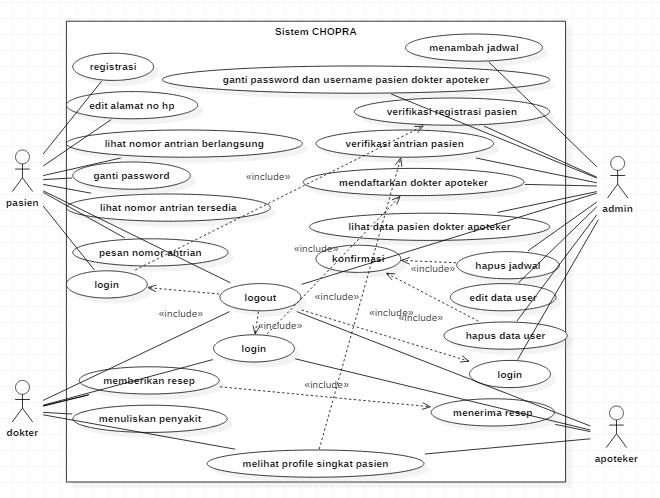 Sistem CHOPRA
menambah jadwal
registrasi
ganti password dan username pasien dokter apoteker
edit alamat no hp
verifikasi registrasi pasien
lihat nomor antrian berlangsung
verifikasi antrian pasien
ganti password
«include»
mendaftarkan dokter apoteker
pasien
admin
lihat nomor antrian tersedia
lihat data pasien dokter apoteker
pesan nomor antrian
«include»
konfirmasi
«include»
hapus jadwal
login
logout
edit data user
«include»
«include»
«include»
«include»
hapus data user
login
login
memberikan resep
«include»
menuliskan penyakit
menerima resep
dokter
melihat profile singkat pasien
apoteker